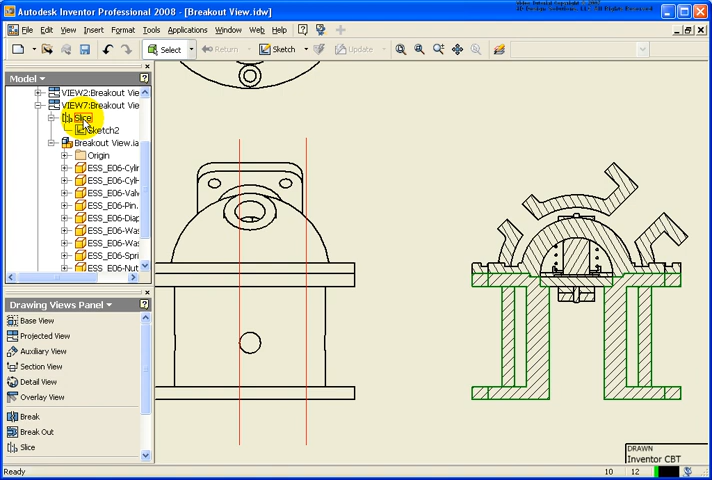 Autodesk Inventor Professional 2008 - [Breakout View.idw]
File Edit View Insert Format Tools Applications Window Web Help
Select Return Sketch Update
Model
VIEW2:Breakout Vie
VIEW7:Breakout Vie
Slice
Sketch2
Breakout View.ia
Origin
ESS_E06-Cylir
ESS_E06-Cylir
ESS_E06-Valv
ESS_E06-Pin.
ESS_E06-Diap
ESS_E06-Was
ESS_E06-Was
ESS_E06-Spri
ESS_E06-Nut
Drawing Views Panel
Base View
Projected View
Auxiliary View
Section View
Detail View
Overlay View
Break
Break Out
Slice
DRAWN
Inventor CBT
Ready
10 12